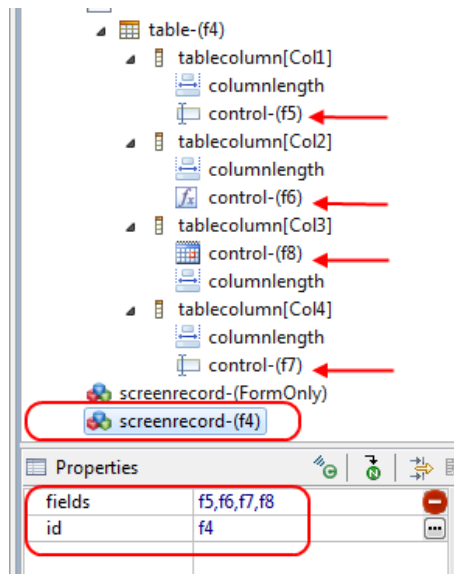 table-(f4)
tablecolumn[Col1]
columnlength
control-(f5)
tablecolumn[Col2]
columnlength
fx control-(f6)
tablecolumn[Col3]
control-(f8)
columnlength
tablecolumn[Col4]
columnlength
control-(f7)
screenrecord-(FormOnly)
screenrecord-(f4)
Properties
fields f5,f6,f7,f8
id f4